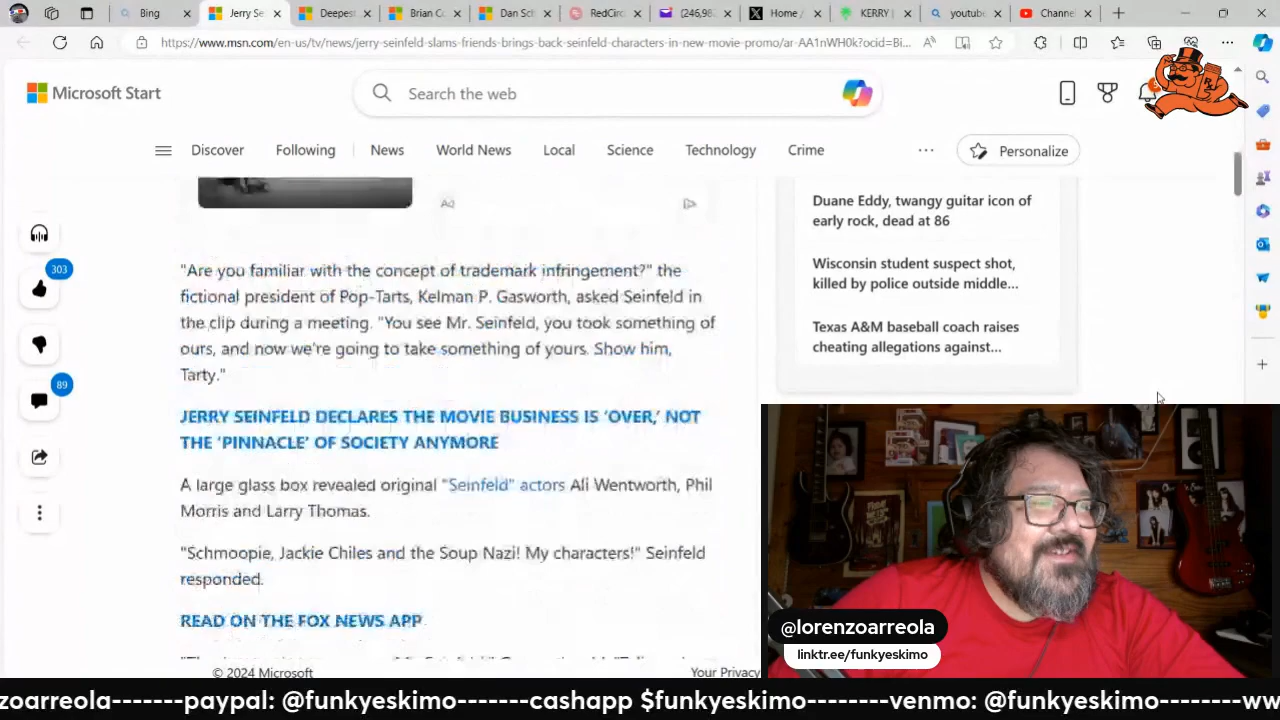 Bing
Jerry Se
Deepest
Brian Co
Dan Sch
RedCirc
(246,98
Home /
KERRY |
youtube
Channel
https://www.msn.com/en-us/tv/news/jerry-seinfeld-slams-friends-brings-back-seinfeld-characters-in-new-movie-promo/ar-AA1nWH0k?ocid=Bi...
Microsoft Start
Search the web
Discover
Following
News
World News
Local
Science
Technology
Crime
Personalize
Ad
303
89
"Are you familiar with the concept of trademark infringement?" the
fictional president of Pop-Tarts, Kelman P. Gasworth, asked Seinfeld in
the clip during a meeting. "You see Mr. Seinfeld, you took something of
ours, and now we're going to take something of yours. Show him,
Tarty."
JERRY SEINFELD DECLARES THE MOVIE BUSINESS IS 'OVER,' NOT
THE 'PINNACLE' OF SOCIETY ANYMORE
A large glass box revealed original "Seinfeld" actors Ali Wentworth, Phil
Morris and Larry Thomas.
"Schmoopie, Jackie Chiles and the Soup Nazi! My characters!" Seinfeld
responded.
READ ON THE FOX NEWS APP
Duane Eddy, twangy guitar icon of
early rock, dead at 86
Wisconsin student suspect shot,
killed by police outside middle...
Texas A&M baseball coach raises
cheating allegations against...
© 2024 Microsoft
Your Privacy
@lorenzoarreola
linktr.ee/funkyeskimo
zoarreola-------paypal: @funkyeskimo-------cashapp $funkyeskimo--------venmo: @funkyeskimo--------ww